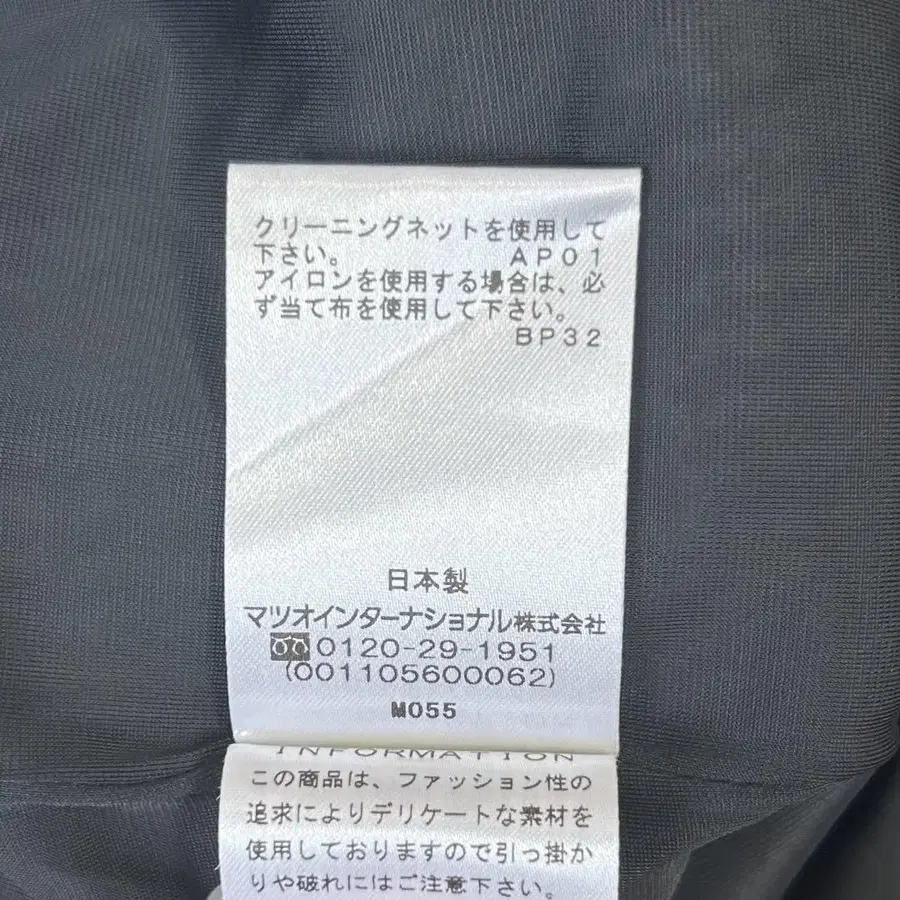 クリーニングネットを使用して
下さい。 AP01
アイロンを使用する場合は、必
ず当て布を使用して下さい。
BP32
日本製
マツオインターナショナル株式会社
0120-29-1951
(001105600062)
M055
INFORMATION
この商品は、ファッション性の
追求によりデリケートな素材を
使用しておりますので引っ掛か
りや破れにはご注意下さい。